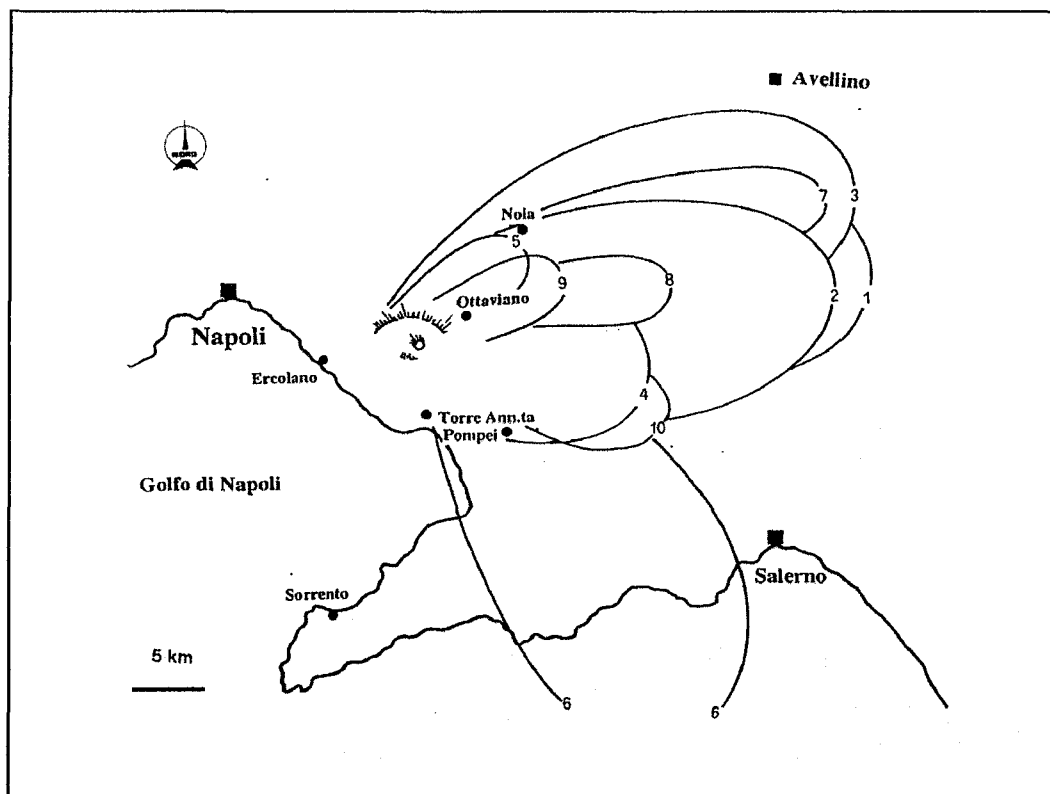 Avellino
NORD
7
3
Nola
5
9
8
Ottaviano
2
1
Napoli
Ercolano
4
Torre Ann.ta
Pompei
10
Golfo di Napoli
Salerno
Sorrento
5 km
6
6